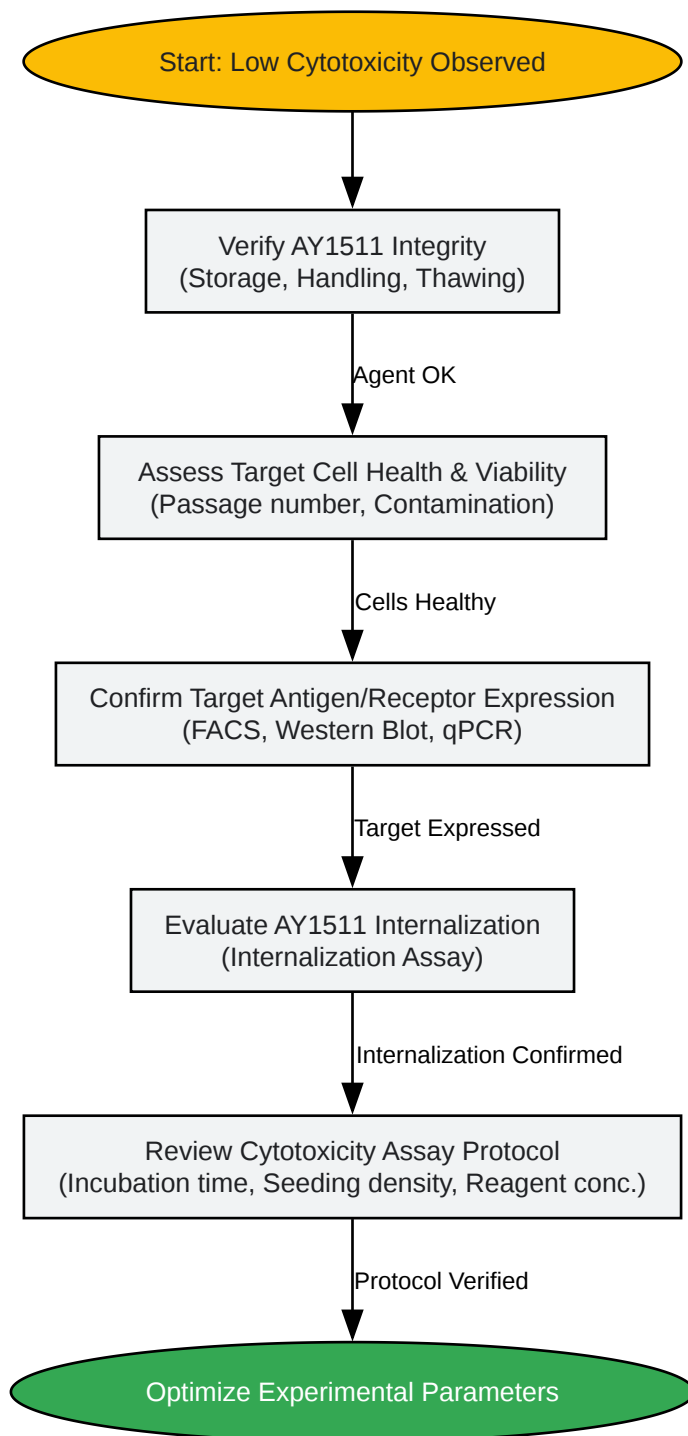 Start: Low Cytotoxicity Observed
Verify AY1511 Integrity
(Storage, Handling, Thawing)
Agent OK
Assess Target Cell Health & Viability
(Passage number, Contamination)
Cells Healthy
Confirm Target Antigen/Receptor Expression
(FACS, Western Blot, qPCR)
Target Expressed
Evaluate AY1511 Internalization
(Internalization Assay)
Internalization Confirmed
Review Cytotoxicity Assay Protocol
(Incubation time, Seeding density, Reagent conc.)
Protocol Verified
Optimize Experimental Parameters